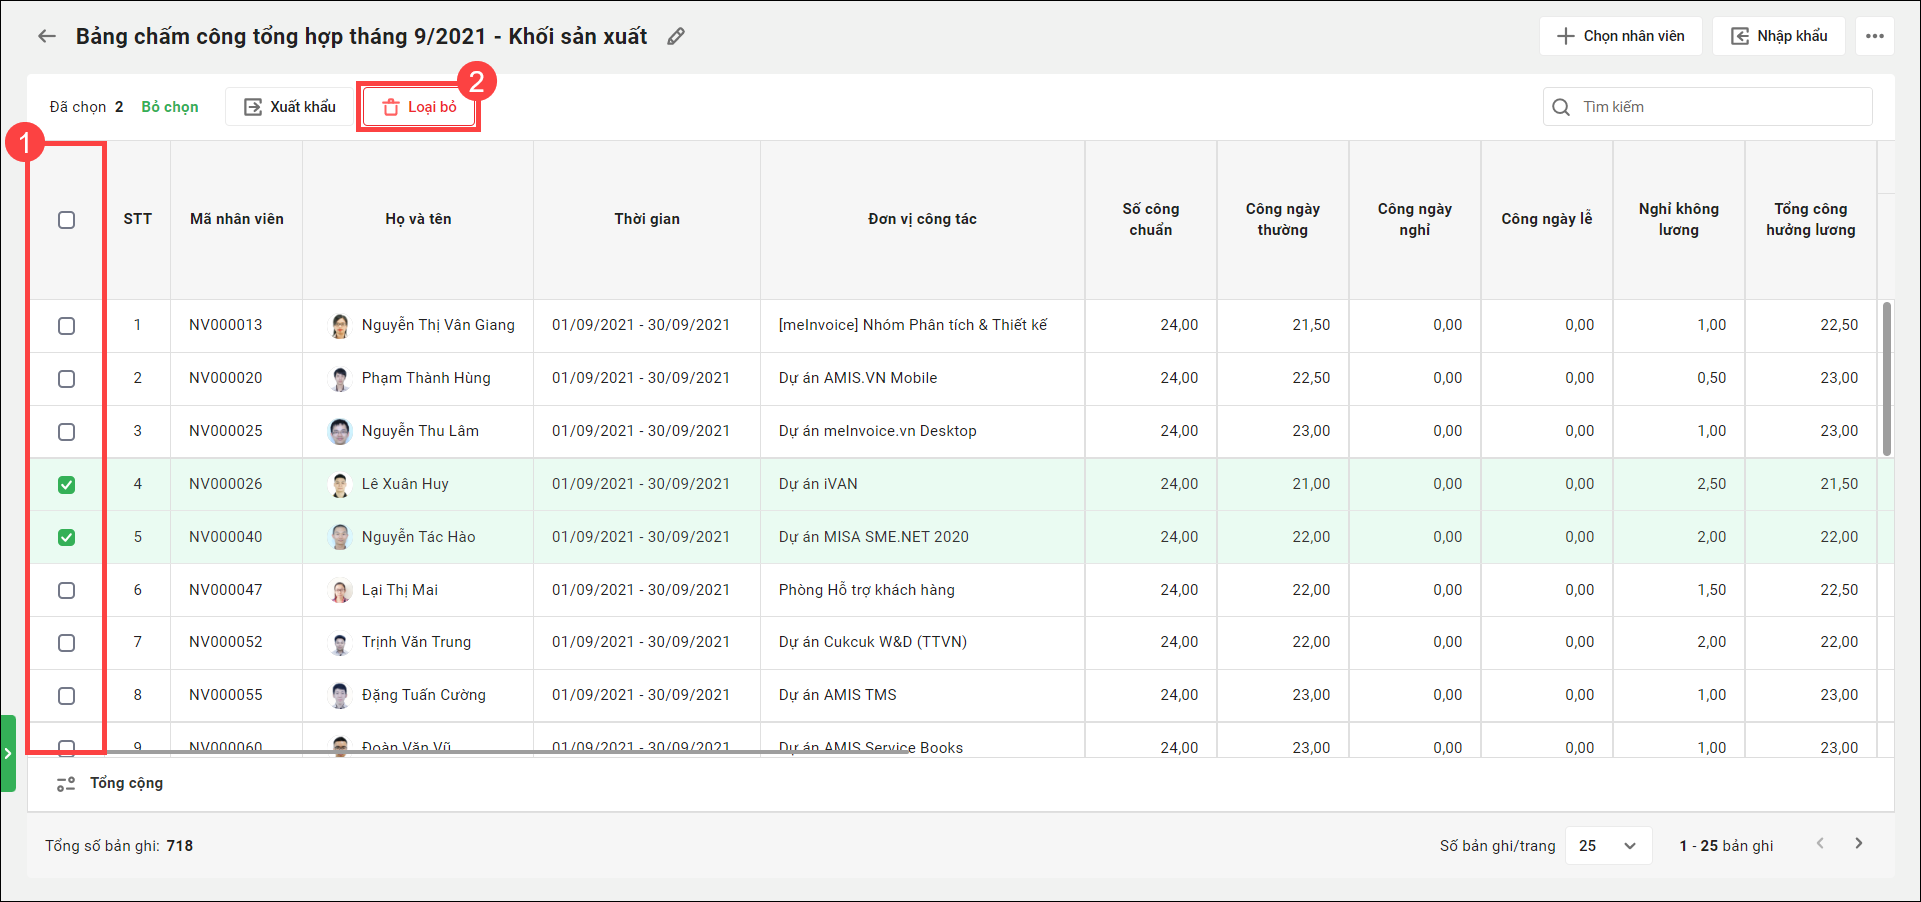 Bảng chấm công tổng hợp tháng 9/2021 - Khối sản xuất
Chọn nhân viên
Nhập khẩu
Đã chọn 2 Bỏ chọn
Xuất khẩu
Loại bỏ
2
Tìm kiếm
1
STT Mã nhân viên Họ và tên Thời gian Đơn vị công tác Số công chuẩn Công ngày thường Công ngày nghỉ Công ngày lễ Nghỉ không lương Tổng công hưởng lương
1 NV000013 Nguyễn Thị Vân Giang 01/09/2021 - 30/09/2021 [meInvoice] Nhóm Phân tích & Thiết kế 24,00 21,50 0,00 0,00 1,00 22,50
2 NV000020 Phạm Thành Hùng 01/09/2021 - 30/09/2021 Dự án AMIS.VN Mobile 24,00 22,50 0,00 0,00 0,50 23,00
3 NV000025 Nguyễn Thu Lâm 01/09/2021 - 30/09/2021 Dự án meInvoice.vn Desktop 24,00 23,00 0,00 0,00 1,00 23,00
4 NV000026 Lê Xuân Huy 01/09/2021 - 30/09/2021 Dự án iVAN 24,00 21,00 0,00 0,00 2,50 21,50
5 NV000040 Nguyễn Tác Hào 01/09/2021 - 30/09/2021 Dự án MISA SME.NET 2020 24,00 22,00 0,00 0,00 2,00 22,00
6 NV000047 Lại Thị Mai 01/09/2021 - 30/09/2021 Phòng Hỗ trợ khách hàng 24,00 22,00 0,00 0,00 1,50 22,50
7 NV000052 Trịnh Văn Trung 01/09/2021 - 30/09/2021 Dự án Cukcuk W&D (TTVN) 24,00 22,00 0,00 0,00 2,00 22,00
8 NV000055 Đặng Tuấn Cường 01/09/2021 - 30/09/2021 Dự án AMIS TMS 24,00 23,00 0,00 0,00 1,00 23,00
9 NV000060 Đoàn Văn Vũ 01/09/2021 - 30/09/2021 Dự án AMIS Service Books 24,00 23,00 0,00 0,00 1,00 23,00
Tổng cộng
Tổng số bản ghi: 718
Số bản ghi/trang 25 1 - 25 bản ghi